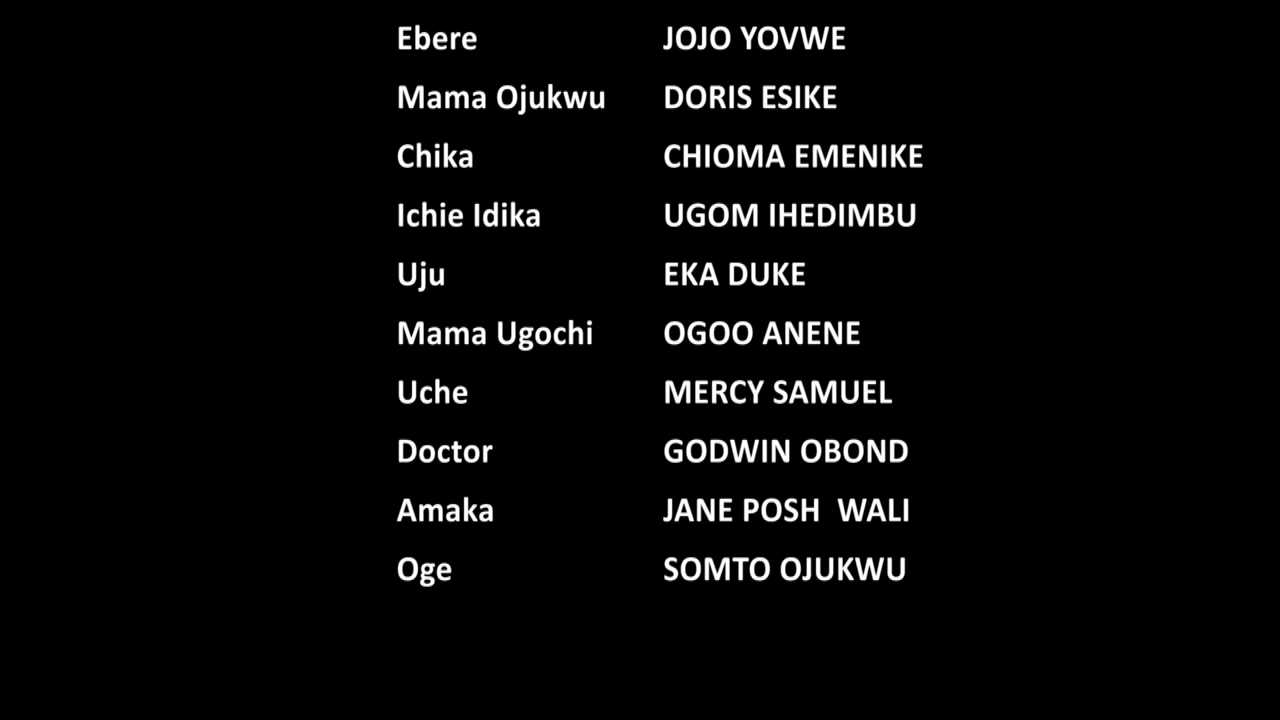 Ebere JOJO YOVWE
Mama Ojukwu DORIS ESIKE
Chika CHIOMA EMENIKE
Ichie Idika UGOM IHEDIMBU
Uju EKA DUKE
Mama Ugochi OGOO ANENE
Uche MERCY SAMUEL
Doctor GODWIN OBOND
Amaka JANE POSH  WALI
Oge SOMTO OJUKWU